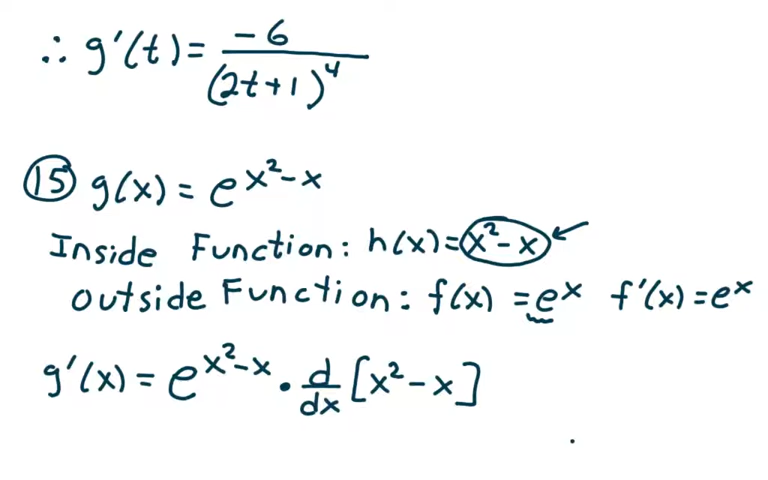 ∴ g'(t) = -6/(2t+1)^4
15 g(x) = e^(x²-x)
Inside Function: h(x) = x²-x
Outside Function: f(x) = e^x f'(x) = e^x
g'(x) = e^(x²-x) · d/dx [x²-x]